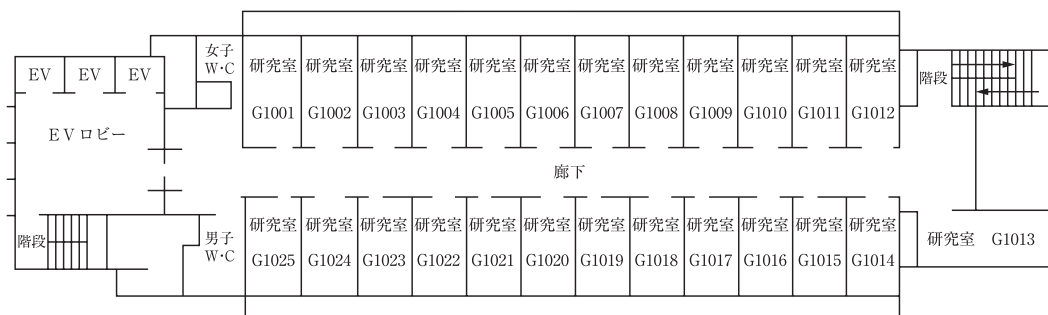 女子
W・C
研究室 研究室 研究室 研究室 研究室 研究室 研究室 研究室 研究室 研究室 研究室 研究室
G1001 G1002 G1003 G1004 G1005 G1006 G1007 G1008 G1009 G1010 G1011 G1012
EV EV EV
階段
EVロビー
廊下
階段
男子
W・C
研究室 研究室 研究室 研究室 研究室 研究室 研究室 研究室 研究室 研究室 研究室 研究室
G1025 G1024 G1023 G1022 G1021 G1020 G1019 G1018 G1017 G1016 G1015 G1014
研究室 G1013